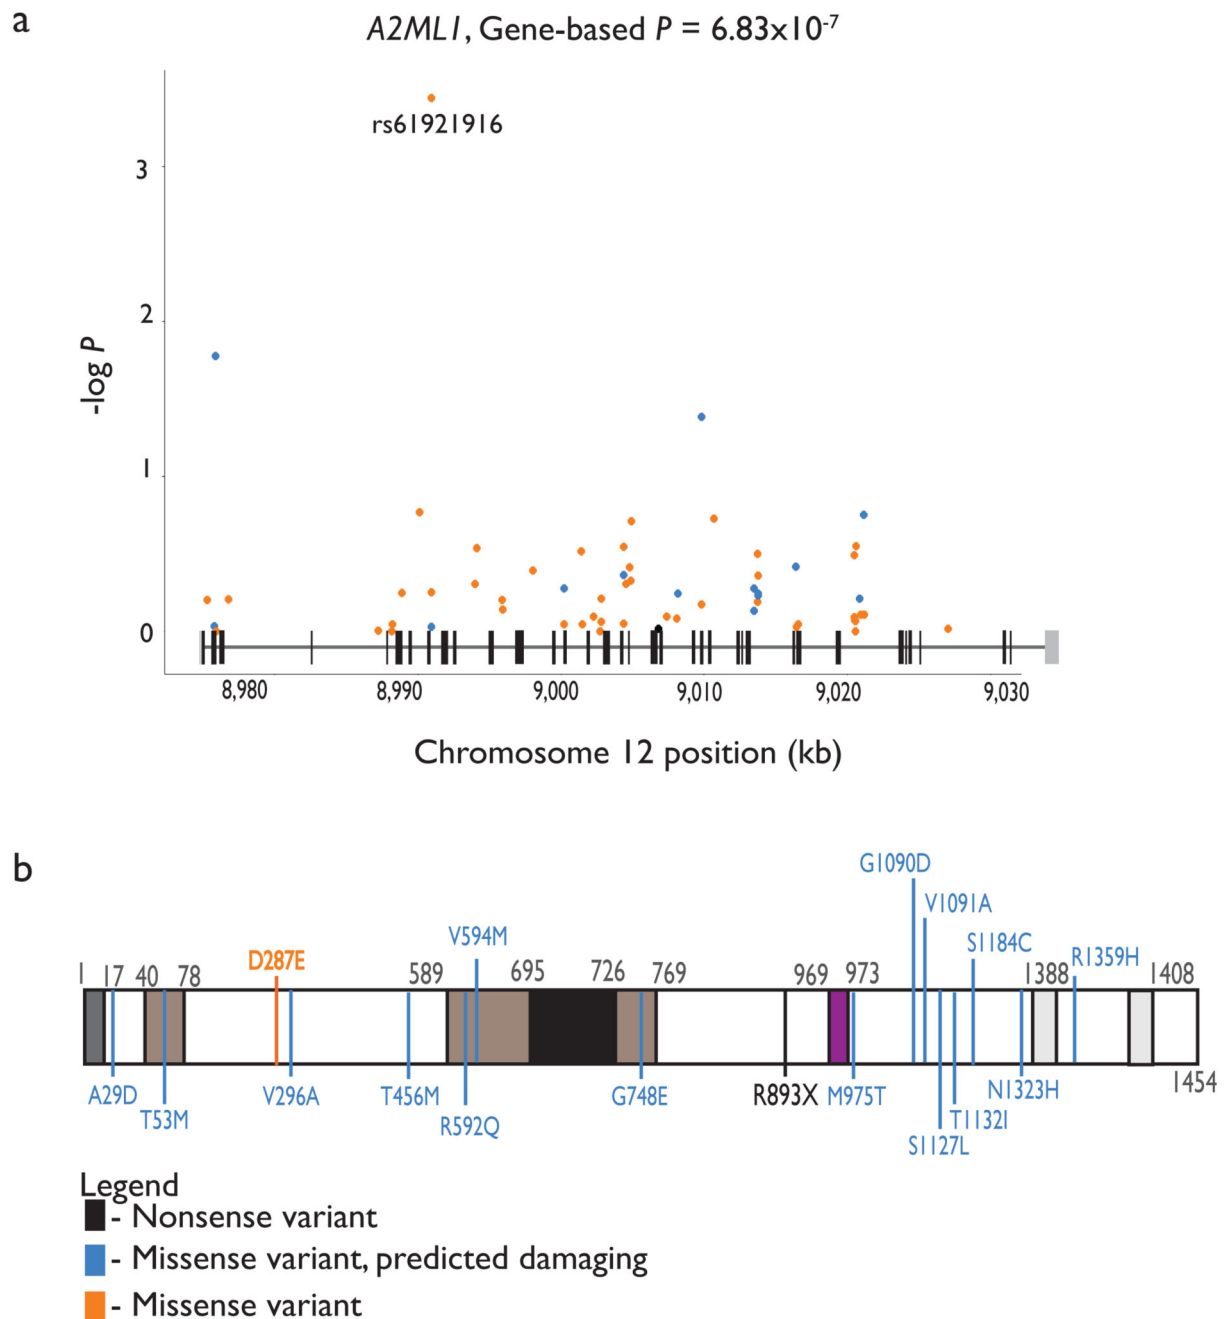 a
A2ML1, Gene-based P = 6.83x10-7
rs61921916
3
2
1
0
-log P
8,980 8,990 9,000 9,010 9,020 9,030
Chromosome 12 position (kb)
b
G1090D
V1091A
V594M S1184C
D287E R1359H
1 17 40 78 589 695 726 769 969 973 1388 1408
1454
A29D V296A T456M G748E R893X M975T N1323H
T53M R592Q T1132I
S1127L
Legend
- Nonsense variant
- Missense variant, predicted damaging
- Missense variant